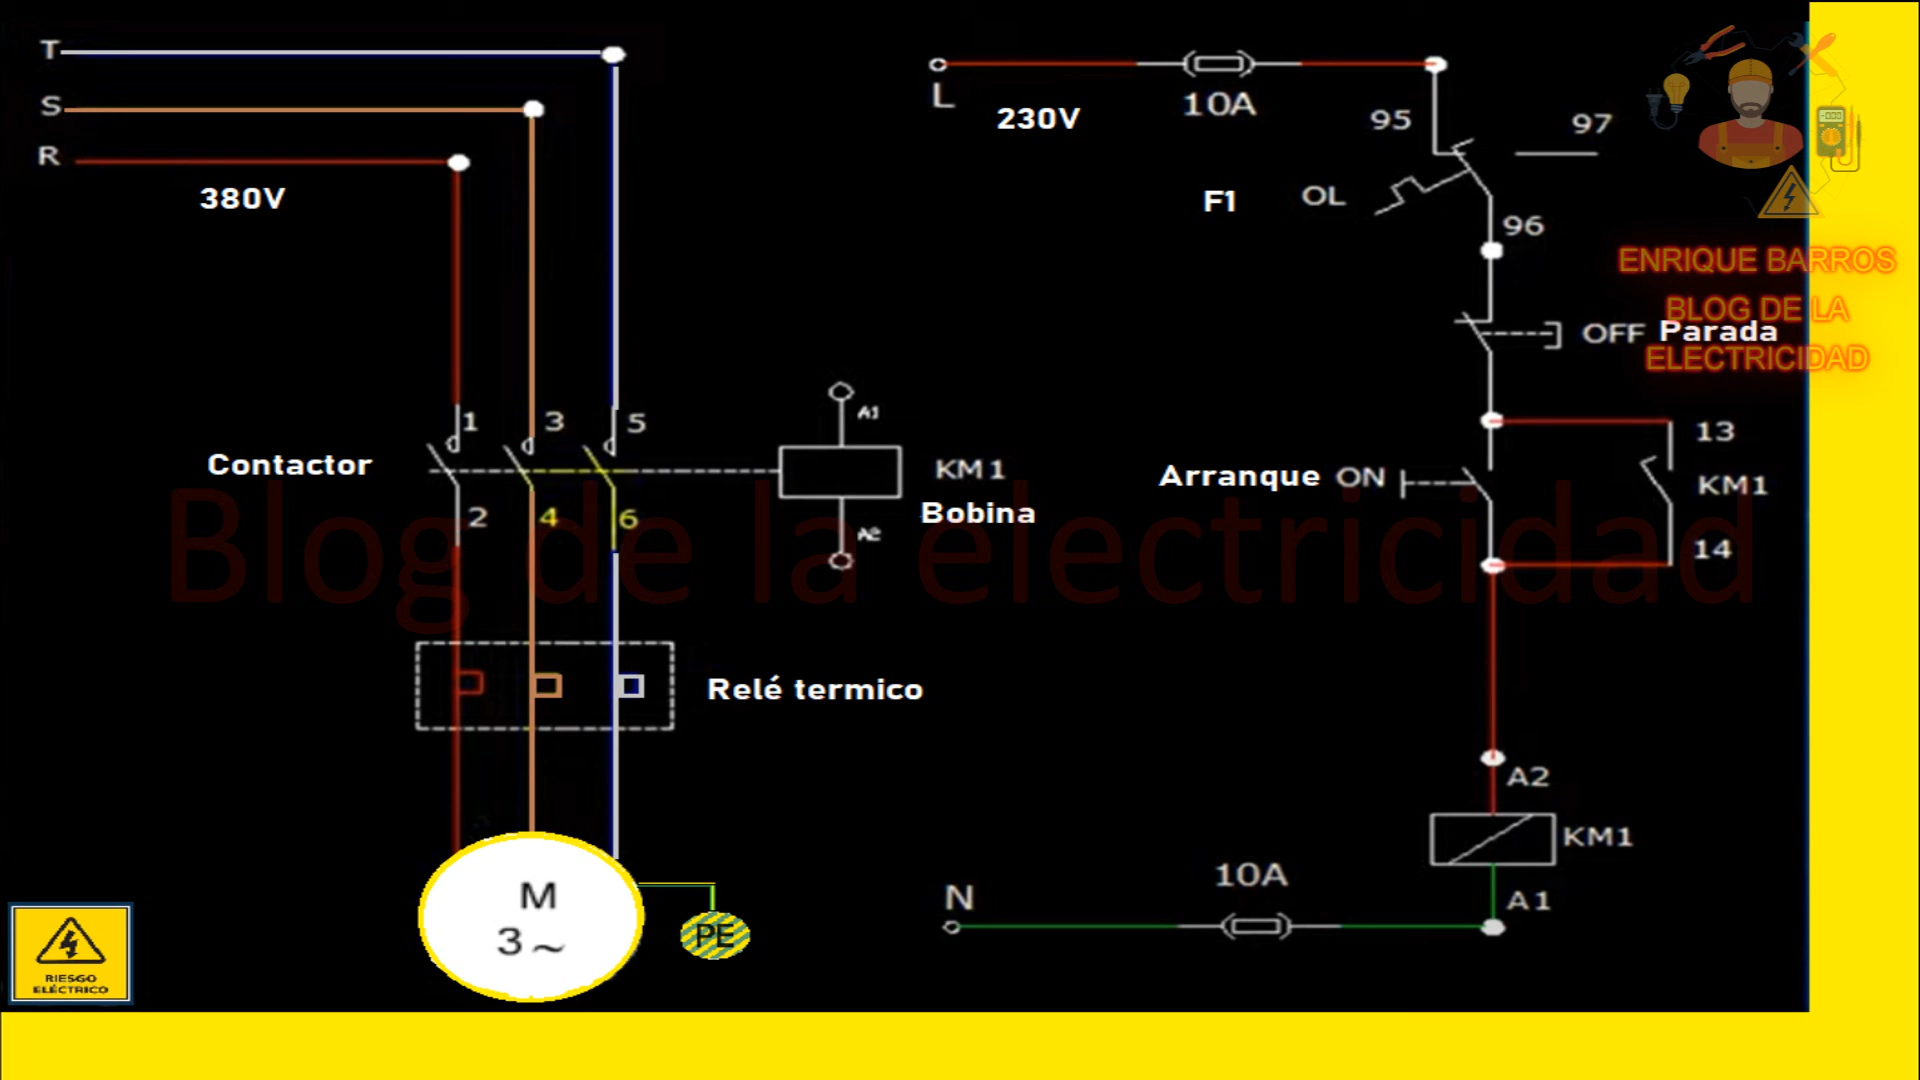 T
S
R
380V
1
3
5
Contactor
2
4
6
A1
KM1
Bobina
A2
Relé termico
M
3~
PE
RIESGO
ELÉCTRICO
L
230V
10A
95
97
F1
OL
96
OFF Parada
13
Arranque ON
KM1
14
A2
KM1
A1
N
10A
ENRIQUE BARROS
BLOG DE LA
ELECTRICIDAD
Blog de la electricidad